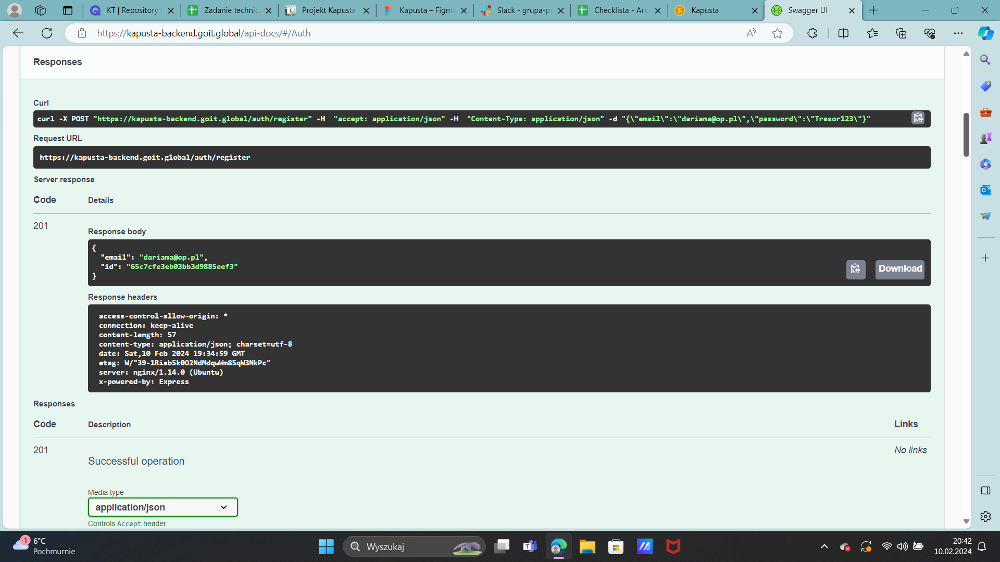 KT | Repository
Zadanie technic
Projekt Kapusta
Kapusta – Figma
Slack - grupa-p
Checklista - Ark
Kapusta
Swagger UI
https://kapusta-backend.goit.global/api-docs/#/Auth
Responses
Curl
curl -X POST "https://kapusta-backend.goit.global/auth/register" -H  "accept: application/json" -H  "Content-Type: application/json" -d "{\"email\":\"dariama@op.pl\",\"password\":\"Tresor123\"}"
Request URL
https://kapusta-backend.goit.global/auth/register
Server response
Code Details
201
Response body
{
"email": "dariama@op.pl",
"id": "65c7cfe3eb03bb3d9885eef3"
}
Download
Response headers
access-control-allow-origin: *
connection: keep-alive
content-length: 57
content-type: application/json; charset=utf-8
date: Sat,10 Feb 2024 19:34:59 GMT
etag: W/"39-1Riab5k0O2NdMdqwWm85qW3NkPc"
server: nginx/1.14.0 (Ubuntu)
x-powered-by: Express
Responses
Code Description Links
201 No links
Successful operation
Media type
application/json
Controls Accept header.
1
6°C
Pochmurnie
Wyszukaj
20:42
10.02.2024